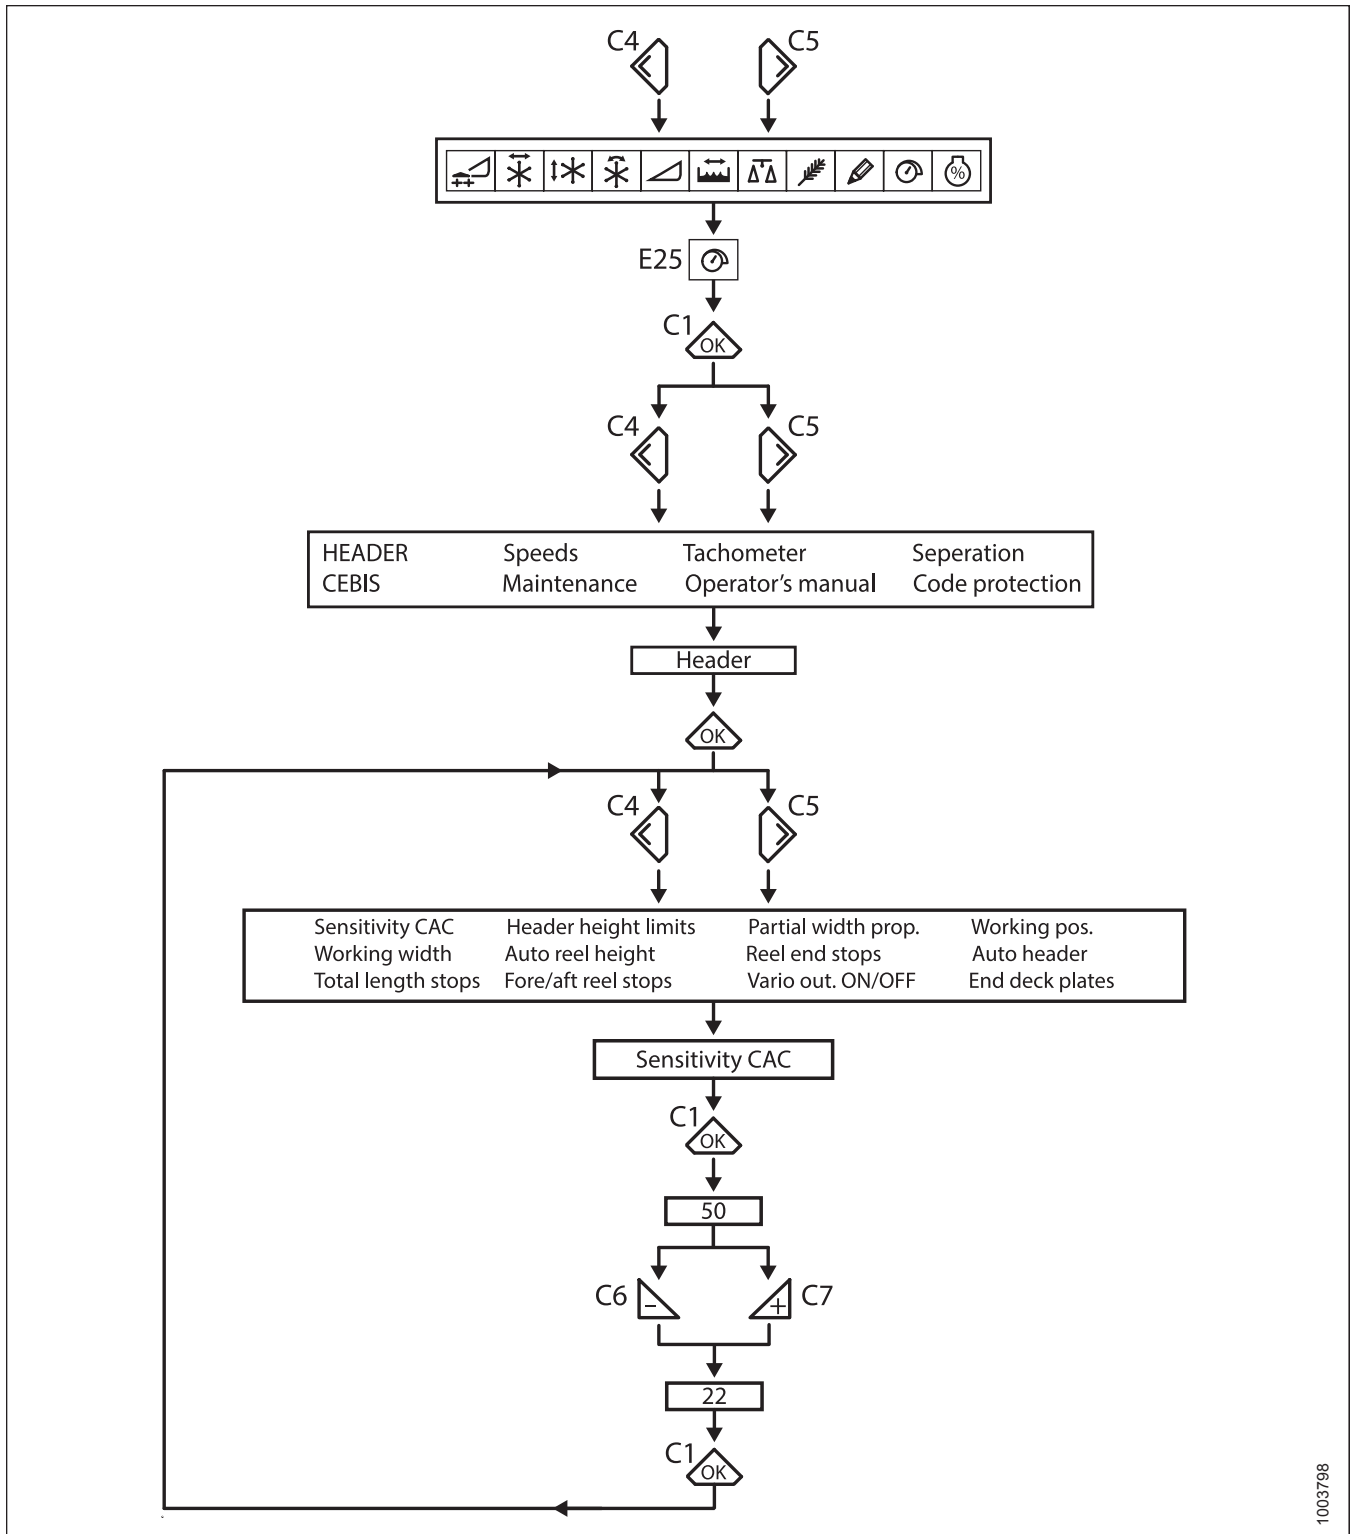 C4 C5
%
E25
C1
OK
C4 C5
HEADER Speeds Tachometer Seperation
CEBIS Maintenance Operator's manual Code protection
Header
OK
C4 C5
Sensitivity CAC Header height limits Partial width prop. Working pos.
Working width Auto reel height Reel end stops Auto header
Total length stops Fore/aft reel stops Vario out. ON/OFF End deck plates
Sensitivity CAC
C1
OK
50
C6 - + C7
22
C1
OK
1003798